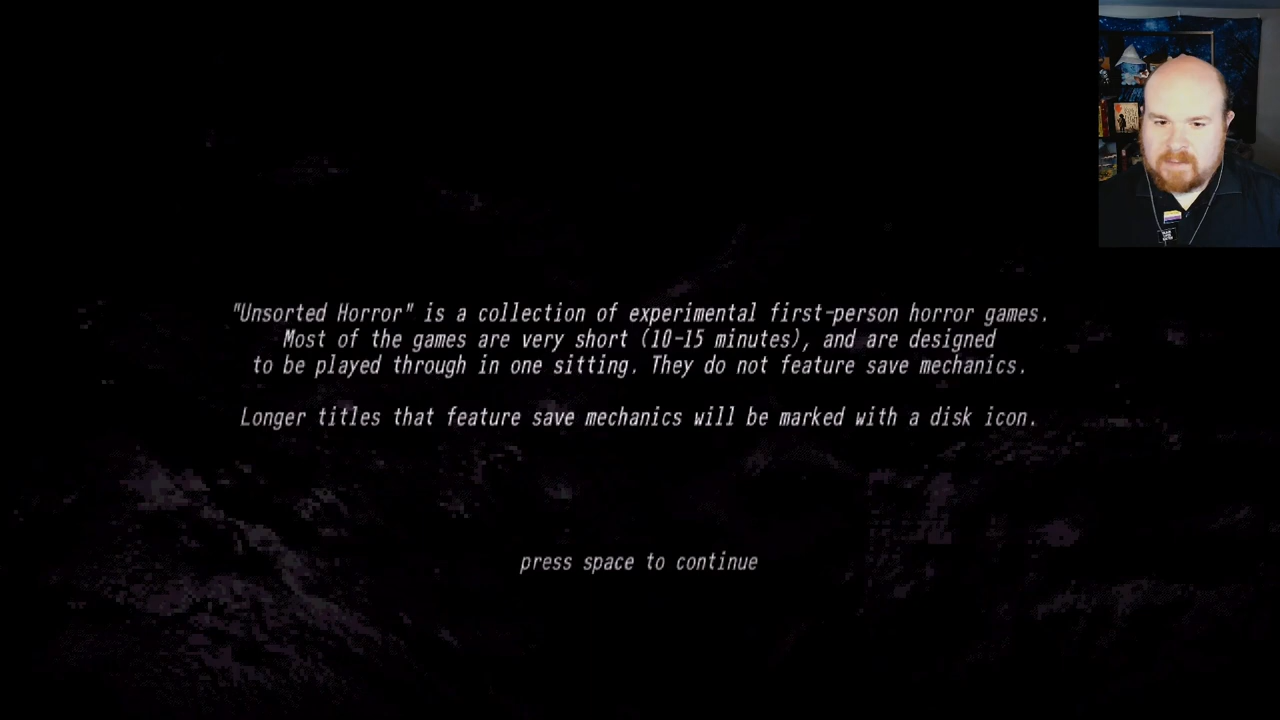 "Unsorted Horror" is a collection of experimental first-person horror games.
Most of the games are very short (10-15 minutes), and are designed
to be played through in one sitting. They do not feature save mechanics.
Longer titles that feature save mechanics will be marked with a disk icon.
press space to continue